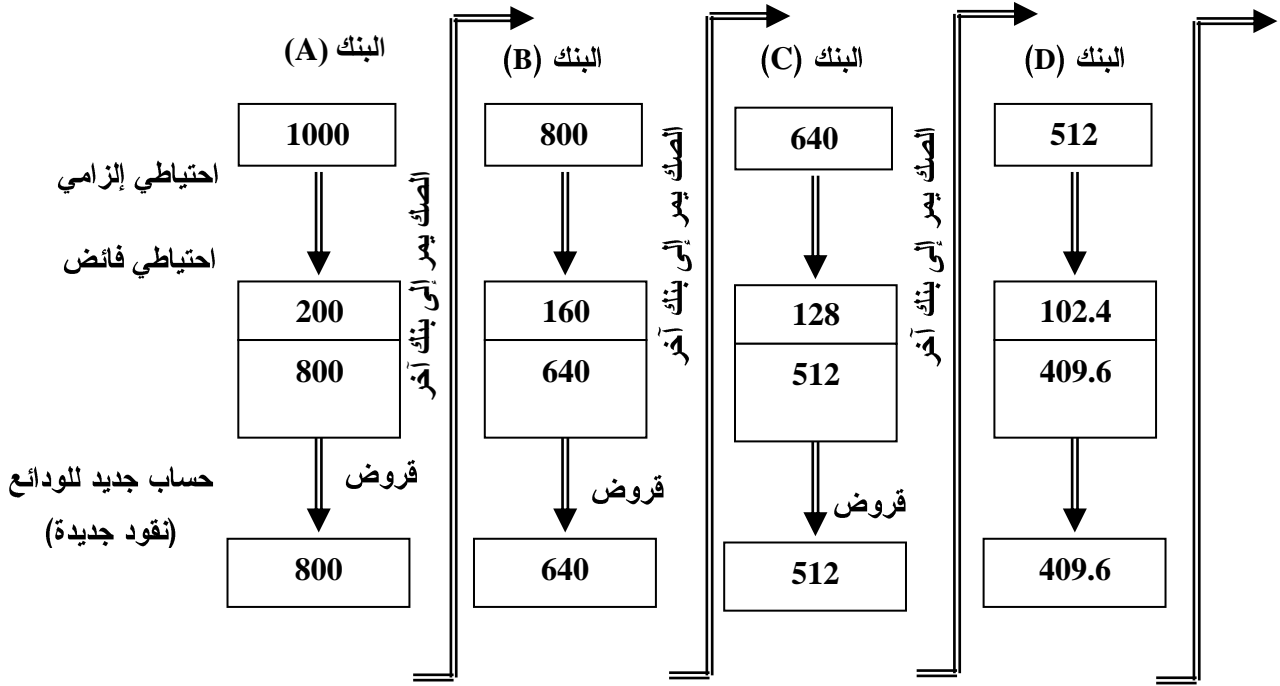 البنك (A)
البنك (B)
البنك (C)
البنك (D)
1000
800
640
512
احتياطي إلزامي
احتياطي فائض
الصك يمر إلى بنك آخر
الصك يمر إلى بنك آخر
الصك يمر إلى بنك آخر
200
160
128
102.4
800
640
512
409.6
حساب جديد للودائع
(نقود جديدة)
قروض
قروض
قروض
800
640
512
409.6